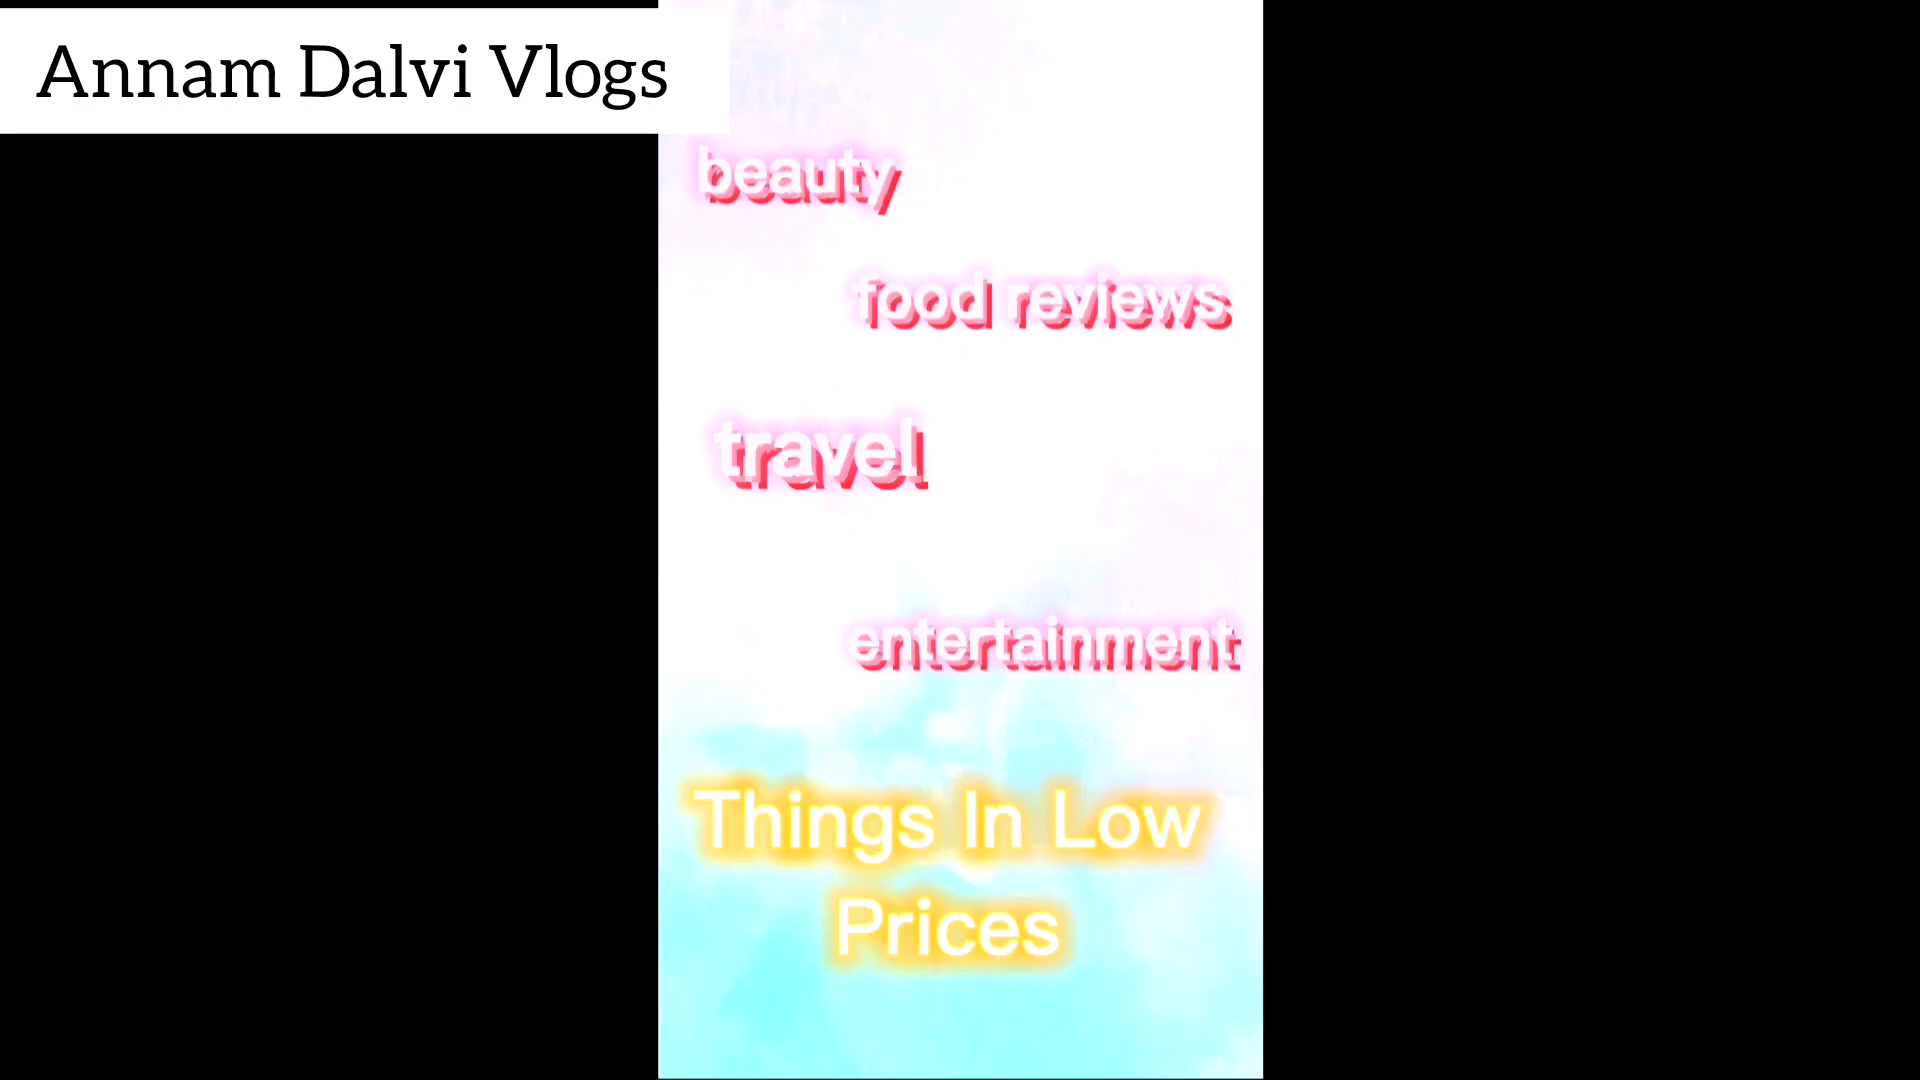 Annam Dalvi Vlogs
beauty
food reviews
travel
entertainment
Things In Low
Prices